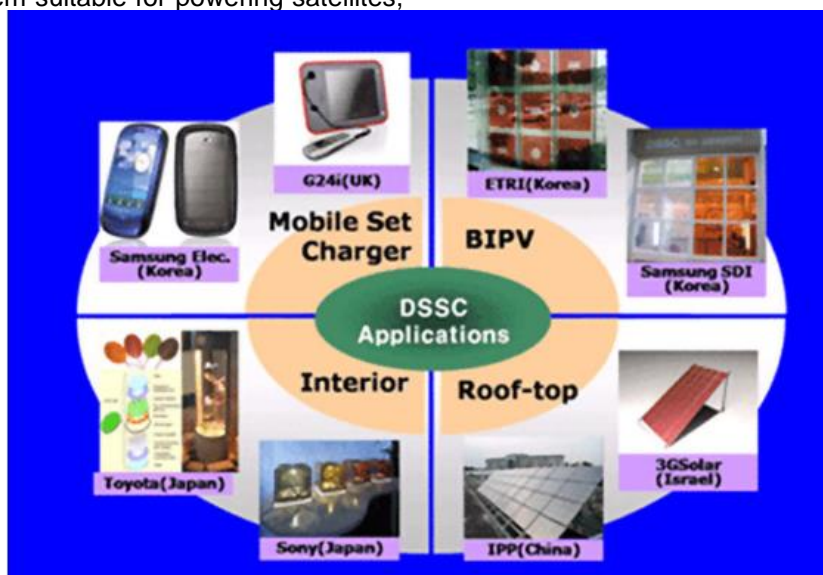 em suitable for powering satellites,
G24i(UK)
ETRI(Korea)
Samsung Elec.
(Korea)
Mobile Set
Charger
BIPV
Samsung SDI
(Korea)
DSSC
Applications
Interior
Roof-top
Toyota(Japan)
3GSolar
(Israel)
Sony(Japan)
IPP(China)